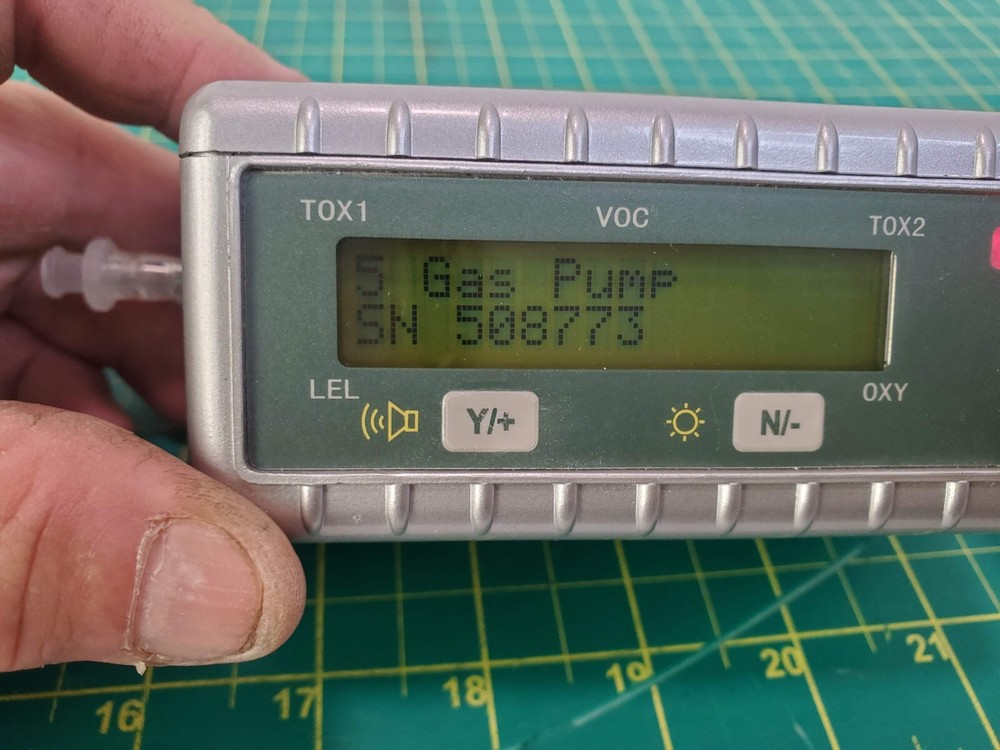 TOX1 VOC TOX2
5 Gas Pump
SN 508773
LEL OXY
Y/+ N/-
16 17 18 19 20 21